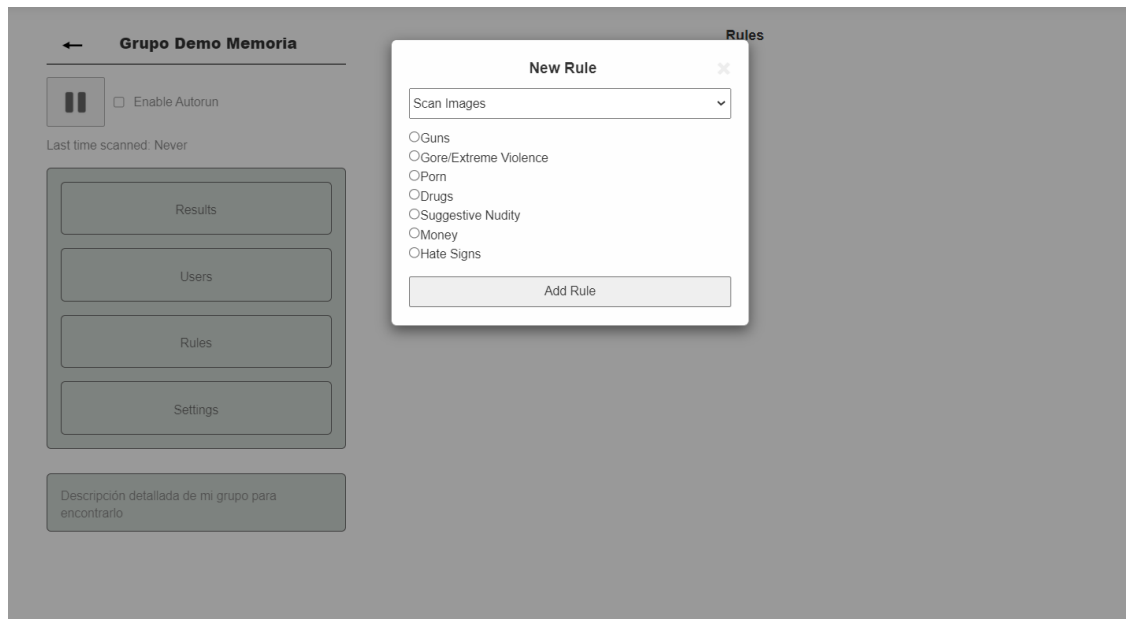 Grupo Demo Memoria
Enable Autorun
Last time scanned: Never
Results
Users
Rules
Settings
Descripción detallada de mi grupo para
encontrarlo
Rules
New Rule
Scan Images
Guns
Gore/Extreme Violence
Porn
Drugs
Suggestive Nudity
Money
Hate Signs
Add Rule